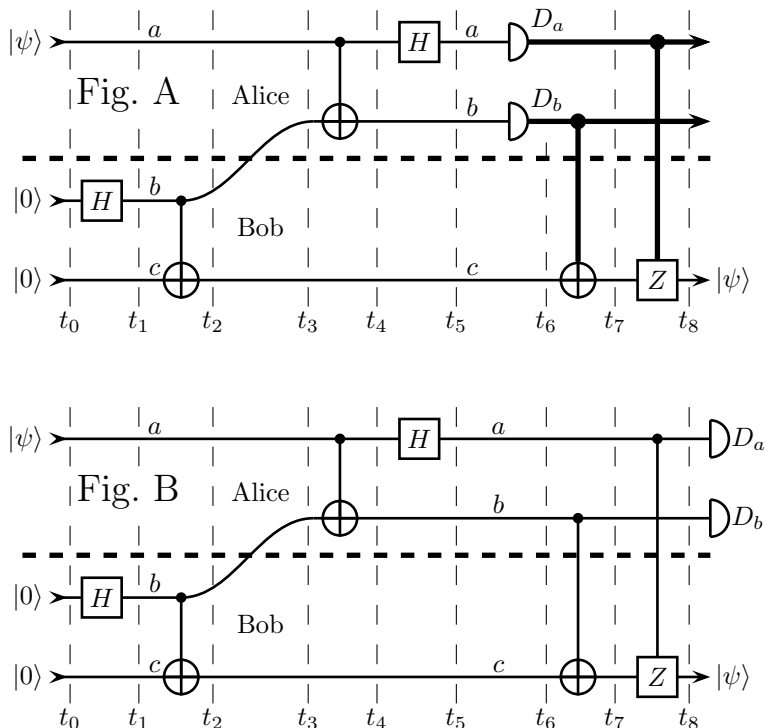 |ψ⟩ a H a D_a
Fig. A Alice b D_b
|0⟩ H b
Bob
|0⟩ c c Z |ψ⟩
t_0 t_1 t_2 t_3 t_4 t_5 t_6 t_7 t_8
|ψ⟩ a H a D_a
Fig. B Alice b D_b
|0⟩ H b
Bob
|0⟩ c c Z |ψ⟩
t_0 t_1 t_2 t_3 t_4 t_5 t_6 t_7 t_8